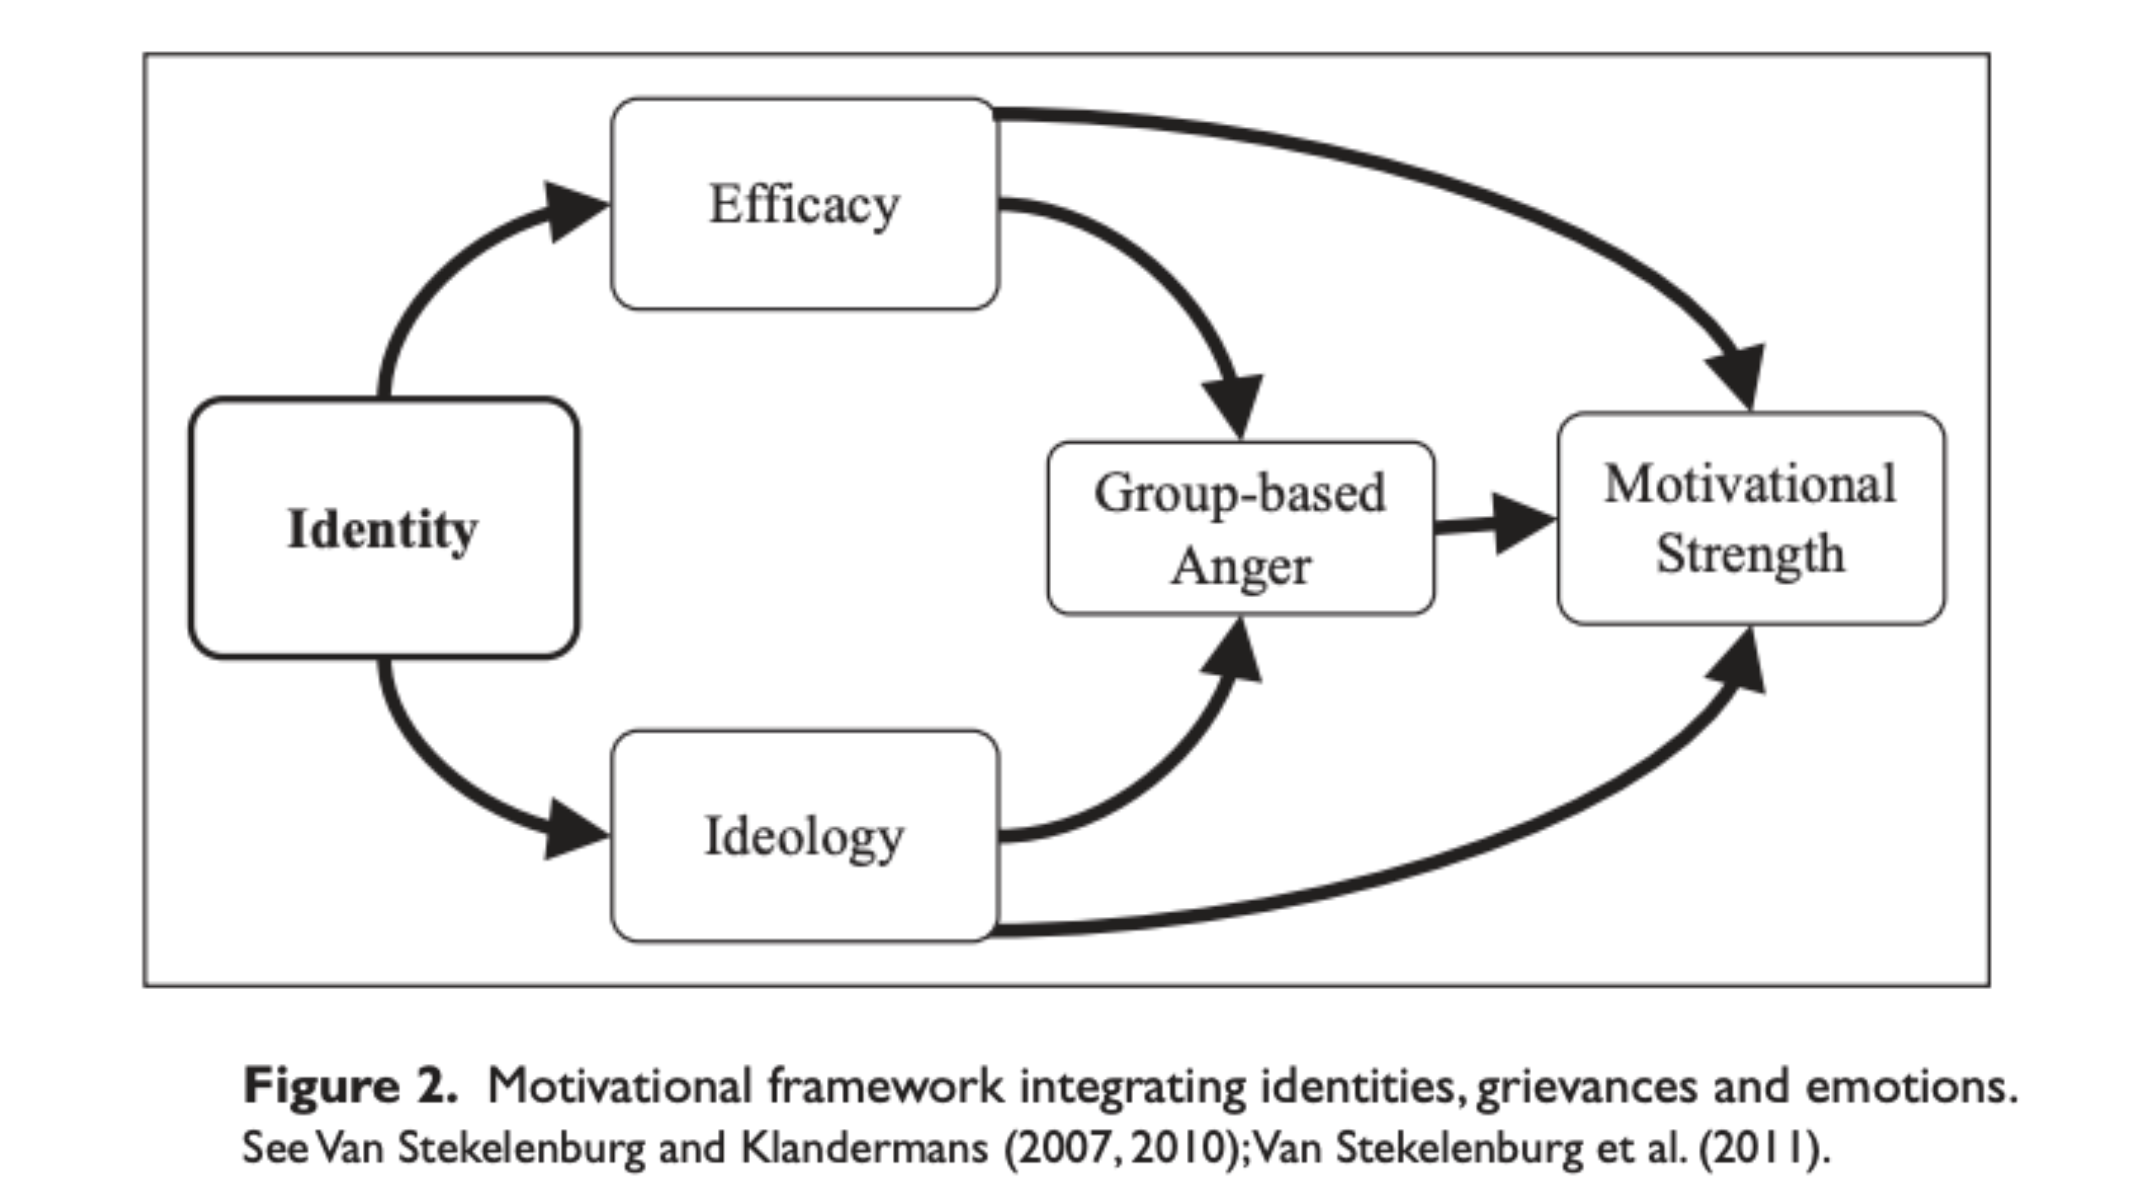 Efficacy
Identity
Group-based
Anger
Motivational
Strength
Ideology
Figure 2. Motivational framework integrating identities, grievances and emotions.
See Van Stekelenburg and Klandermans (2007, 2010); Van Stekelenburg et al. (2011).